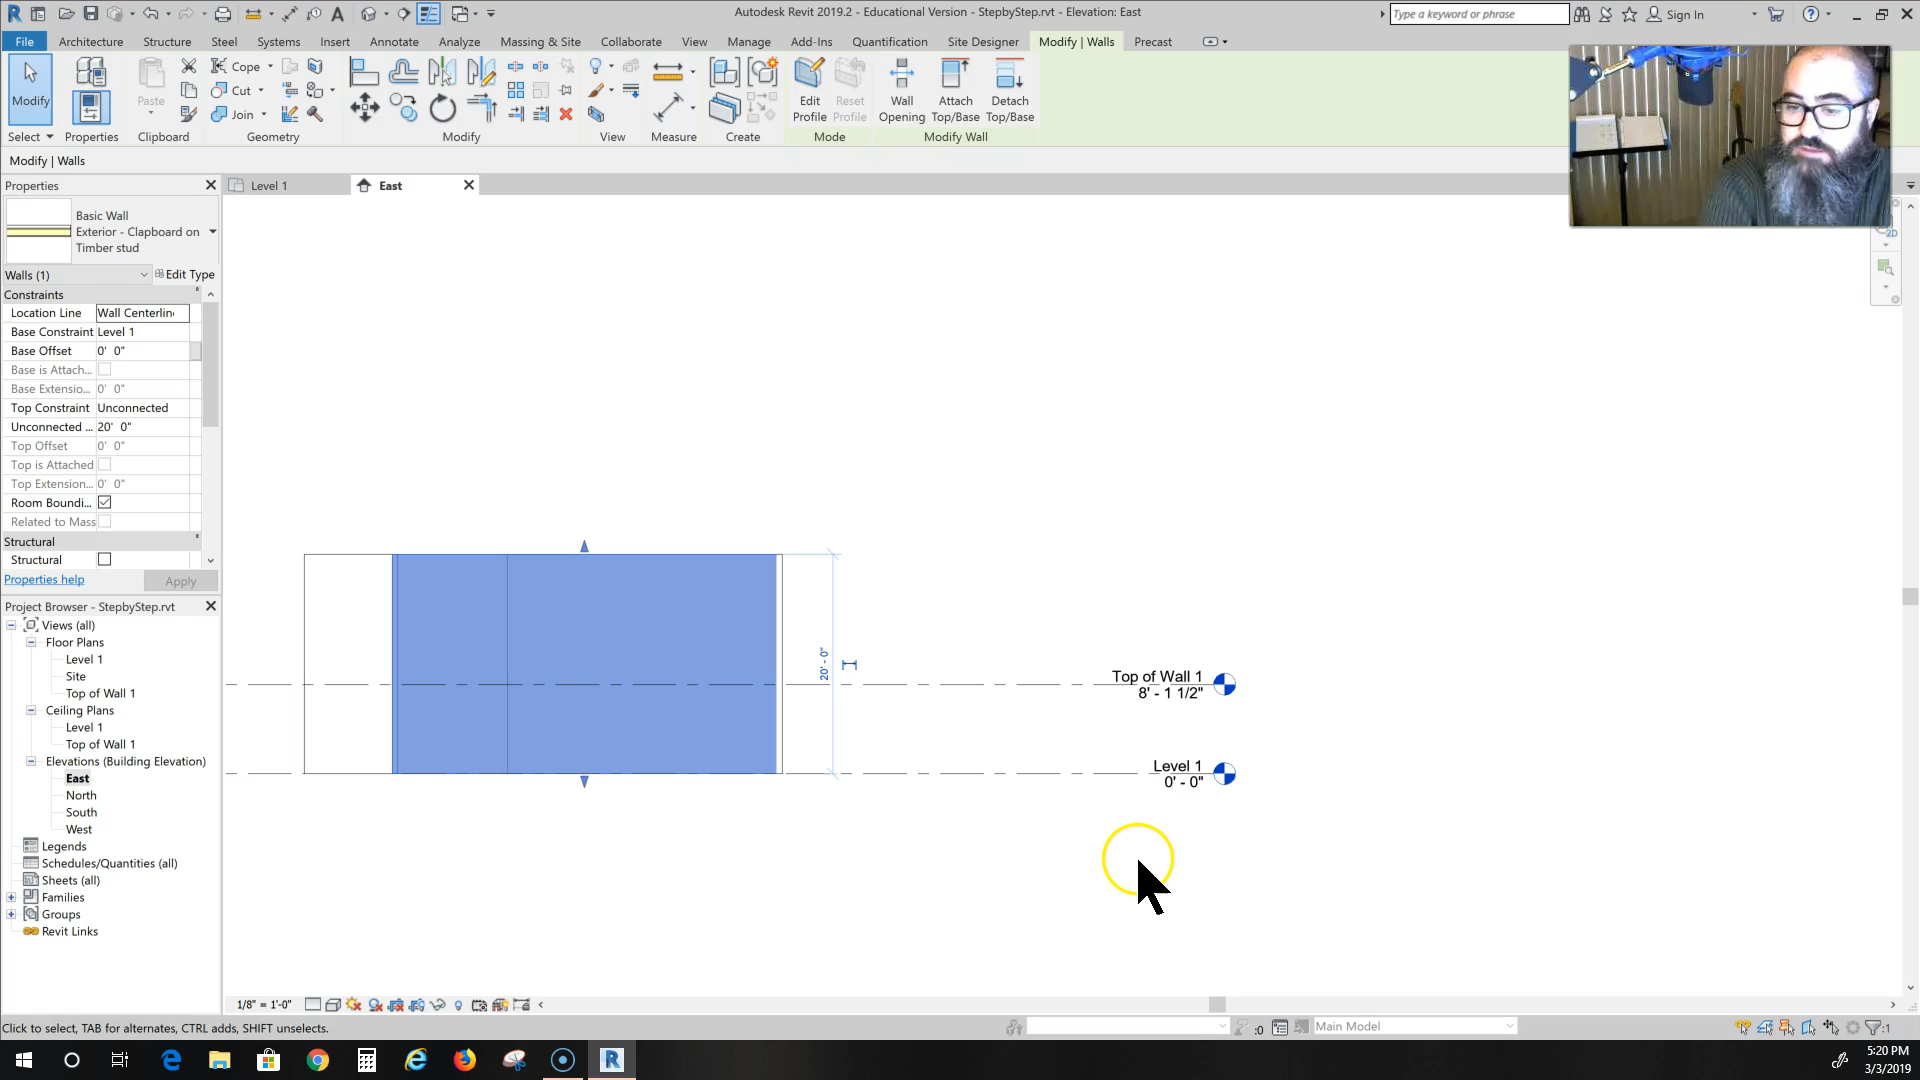 Autodesk Revit 2019.2 - Educational Version - StepbyStep.rvt - Elevation: East
Type a keyword or phrase
Sign In
File
Architecture
Structure
Steel
Systems
Insert
Annotate
Analyze
Massing & Site
Collaborate
View
Manage
Add-Ins
Quantification
Site Designer
Modify | Walls
Precast
Modify
Paste
Cope
Cut
Join
Edit
Profile
Reset
Profile
Wall
Opening
Attach
Top/Base
Detach
Top/Base
Select
Properties
Clipboard
Geometry
Modify
View
Measure
Create
Mode
Modify Wall
Modify | Walls
Properties
Level 1
East
Basic Wall
Exterior - Clapboard on
Timber stud
Walls (1)
Edit Type
Constraints
Location Line Wall Centerlin
Base Constraint Level 1
Base Offset 0' 0"
Base is Attach...
Base Extensio... 0' 0"
Top Constraint Unconnected
Unconnected ... 20' 0"
Top Offset 0' 0"
Top is Attached
Top Extension... 0' 0"
Room Boundi...
Related to Mass
Structural
Structural
Properties help
Apply
Project Browser - StepbyStep.rvt
Views (all)
Floor Plans
Level 1
Site
Top of Wall 1
Ceiling Plans
Level 1
Top of Wall 1
Elevations (Building Elevation)
East
North
South
West
Legends
Schedules/Quantities (all)
Sheets (all)
Families
Groups
Revit Links
20' - 0"
Top of Wall 1
8' - 1 1/2"
Level 1
0' - 0"
2D
1/8" = 1'-0"
Click to select, TAB for alternates, CTRL adds, SHIFT unselects.
:0
Main Model
:1
5:20 PM
3/3/2019